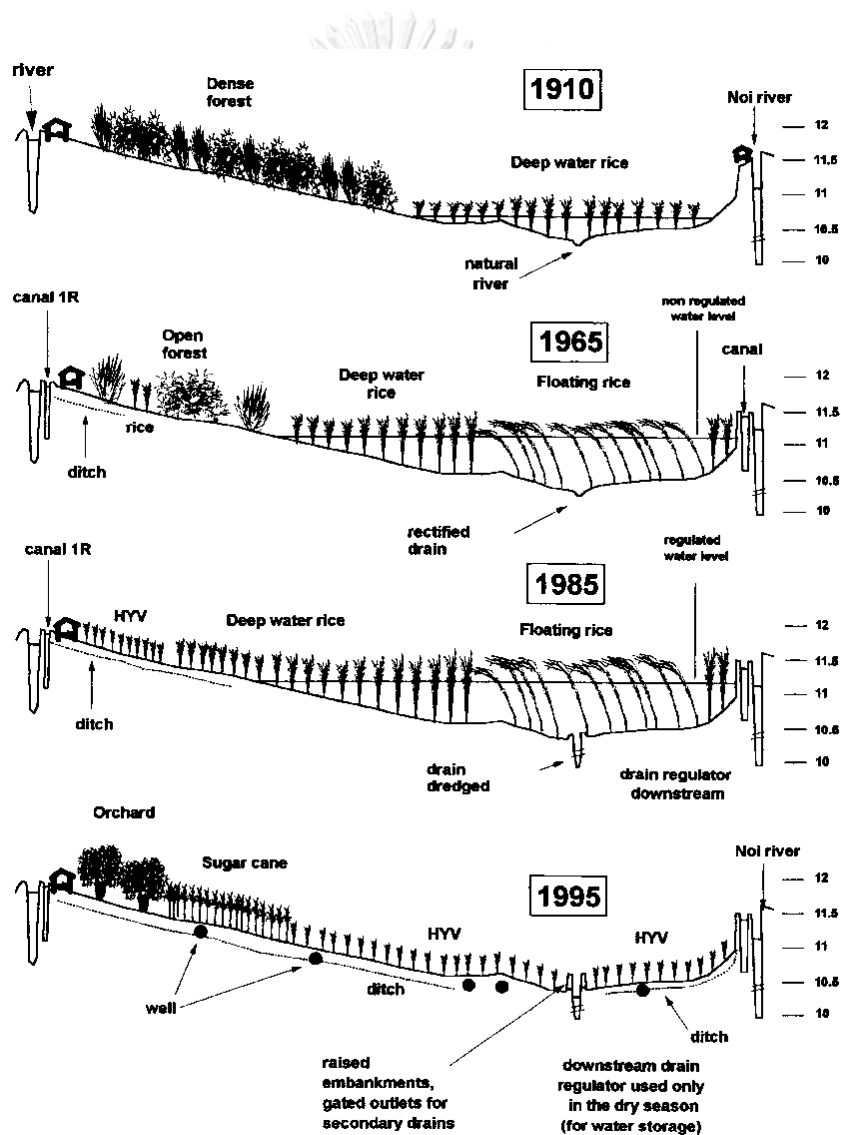 river
Dense
forest
1910
Noi river
Deep water rice
natural
river
12
11.5
11
10.5
10
canal 1R
Open
forest
1965
non regulated
water level
canal
Deep water
rice
Floating rice
rice
ditch
rectified
drain
12
11.5
11
10.5
10
canal 1R
1985
regulated
water level
HYV
Deep water rice
Floating rice
ditch
drain
dredged
drain regulator
downstream
12
11.5
11
10.5
10
Orchard
Sugar cane
1995
Noi river
HYV
HYV
well
ditch
ditch
12
11.5
11
10.5
10
raised
embankments,
gated outlets for
secondary drains
downstream drain
regulator used only
in the dry season
(for water storage)